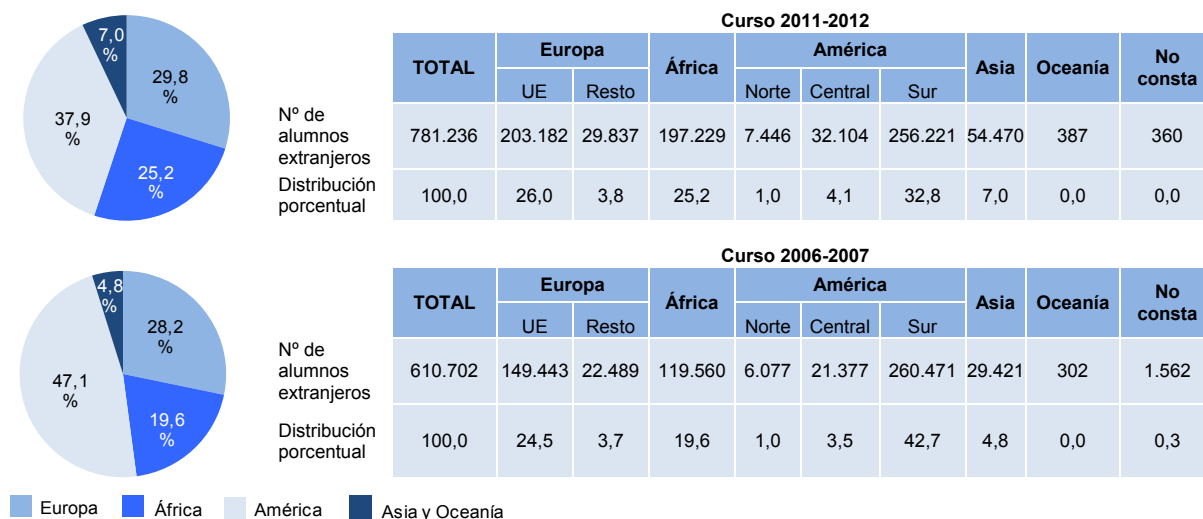 7,0
%
29,8
%
37,9
%
25,2
%
Curso 2011-2012
TOTAL Europa África América Asia Oceanía No consta
UE Resto Norte Central Sur
Nº de
alumnos
extranjeros
781.236 203.182 29.837 197.229 7.446 32.104 256.221 54.470 387 360
Distribución
porcentual
100,0 26,0 3,8 25,2 1,0 4,1 32,8 7,0 0,0 0,0
4,8
%
28,2
%
47,1
%
19,6
%
Curso 2006-2007
TOTAL Europa África América Asia Oceanía No consta
UE Resto Norte Central Sur
Nº de
alumnos
extranjeros
610.702 149.443 22.489 119.560 6.077 21.377 260.471 29.421 302 1.562
Distribución
porcentual
100,0 24,5 3,7 19,6 1,0 3,5 42,7 4,8 0,0 0,3
Europa África América Asia y Oceanía